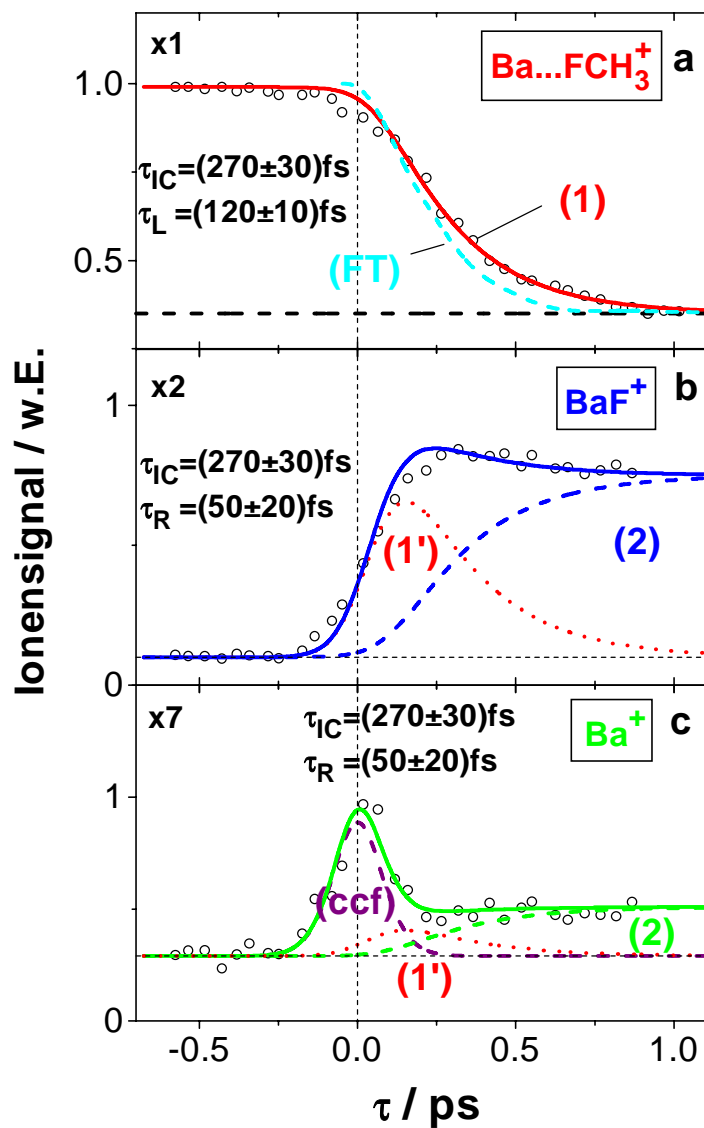 x1
Ba...FCH₃⁺
a
1.0
τIC=(270±30)fs
τL =(120±10)fs
(1)
(FT)
0.5
x2
BaF⁺
b
1
τIC=(270±30)fs
τR =(50±20)fs
(1')
(2)
0
x7
τIC=(270±30)fs
τR =(50±20)fs
Ba⁺
c
1
(ccf)
(2)
(1')
0
-0.5
0.0
0.5
1.0
τ / ps
Ionensignal / w.E.